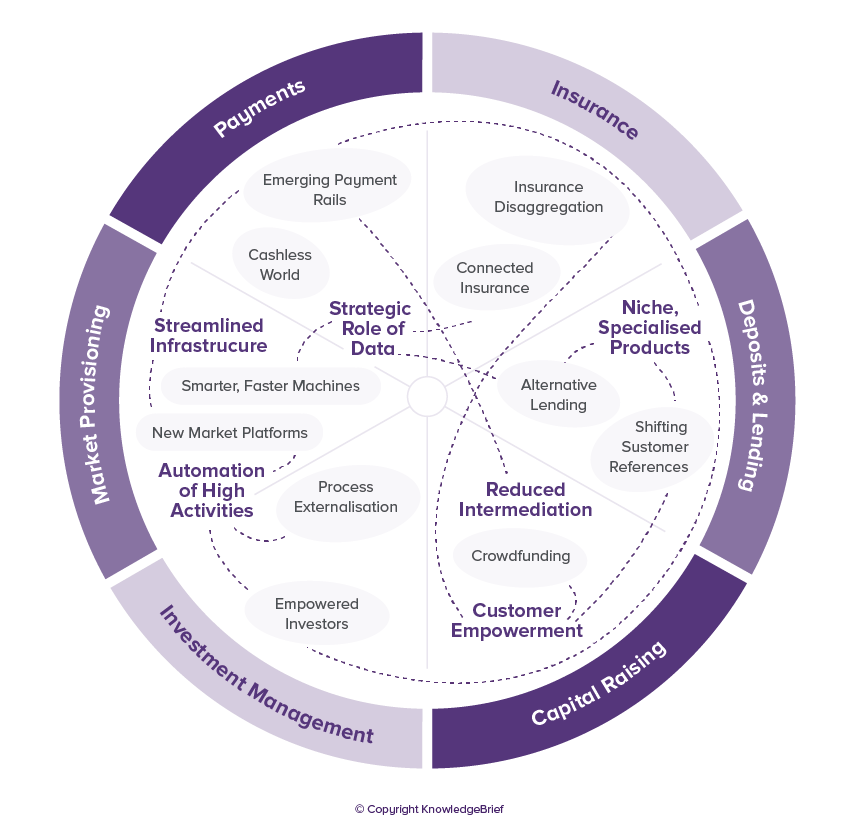 Payments
Insurance
Deposits & Lending
Capital Raising
Investment Management
Market Provisioning
Emerging Payment
Rails
Cashless
World
Insurance
Disaggregation
Connected
Insurance
Strategic
Role of
Data
Streamlined
Infrastrucure
Niche,
Specialised
Products
Smarter, Faster Machines
New Market Platforms
Alternative
Lending
Shifting
Sustomer
References
Automation
of High
Activities
Process
Externalisation
Reduced
Intermediation
Crowdfunding
Empowered
Investors
Customer
Empowerment
© Copyright KnowledgeBrief